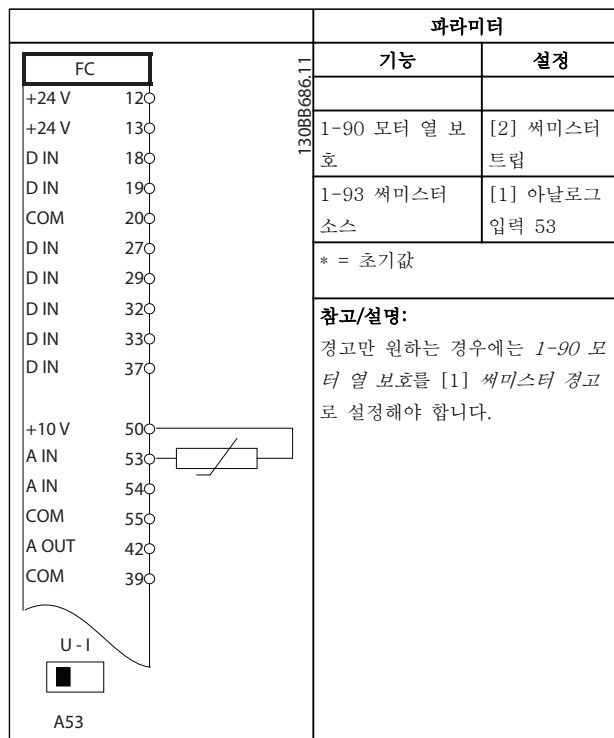 파라미터
FC
기능
설정
130BB686.11
+24 V 12
+24 V 13
D IN 18
D IN 19
COM 20
D IN 27
D IN 29
D IN 32
D IN 33
D IN 37
+10 V 50
A IN 53
A IN 54
COM 55
A OUT 42
COM 39
U - I
A53
1-90 모터 열 보
호
[2] 써미스터
트립
1-93 써미스터
소스
[1] 아날로그
입력 53
* = 초기값
참고/설명:
경고만 원하는 경우에는 1-90 모
터 열 보호를 [1] 써미스터 경고
로 설정해야 합니다.